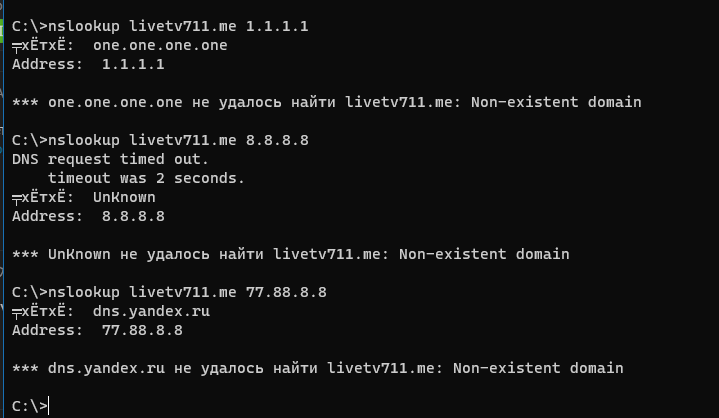 C:\>nslookup livetv711.me 1.1.1.1
╤хЁтхЁ:  one.one.one.one
Address:  1.1.1.1
*** one.one.one.one не удалось найти livetv711.me: Non-existent domain
C:\>nslookup livetv711.me 8.8.8.8
DNS request timed out.
    timeout was 2 seconds.
╤хЁтхЁ:  UnKnown
Address:  8.8.8.8
*** UnKnown не удалось найти livetv711.me: Non-existent domain
C:\>nslookup livetv711.me 77.88.8.8
╤хЁтхЁ:  dns.yandex.ru
Address:  77.88.8.8
*** dns.yandex.ru не удалось найти livetv711.me: Non-existent domain
C:\>